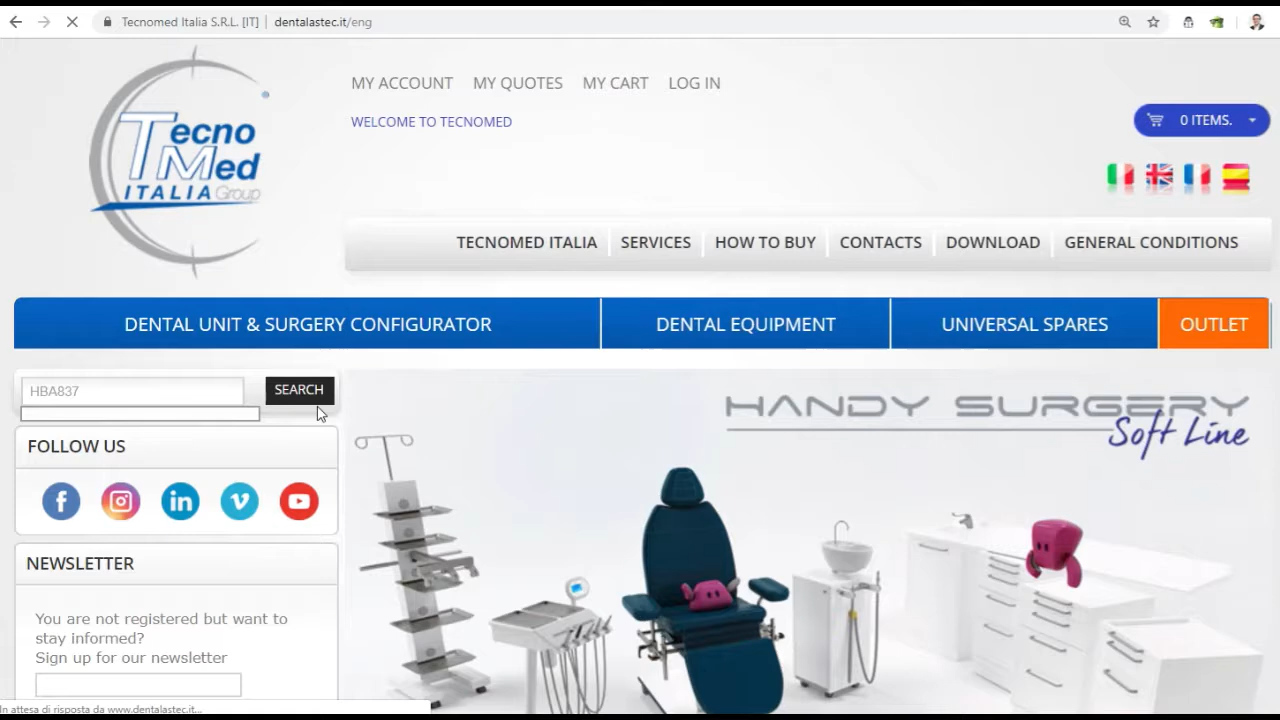 Tecnomed Italia S.R.L. [IT] | dentalastec.it/eng
Tecno
Med
ITALIA Group
MY ACCOUNT MY QUOTES MY CART LOG IN
WELCOME TO TECNOMED
0 ITEMS.
TECNOMED ITALIA SERVICES HOW TO BUY CONTACTS DOWNLOAD GENERAL CONDITIONS
DENTAL UNIT & SURGERY CONFIGURATOR DENTAL EQUIPMENT UNIVERSAL SPARES OUTLET
HBA837 SEARCH
HANDY SURGERY
Soft Line
FOLLOW US
NEWSLETTER
You are not registered but want to
stay informed?
Sign up for our newsletter
In attesa di risposta da www.dentalastec.it...